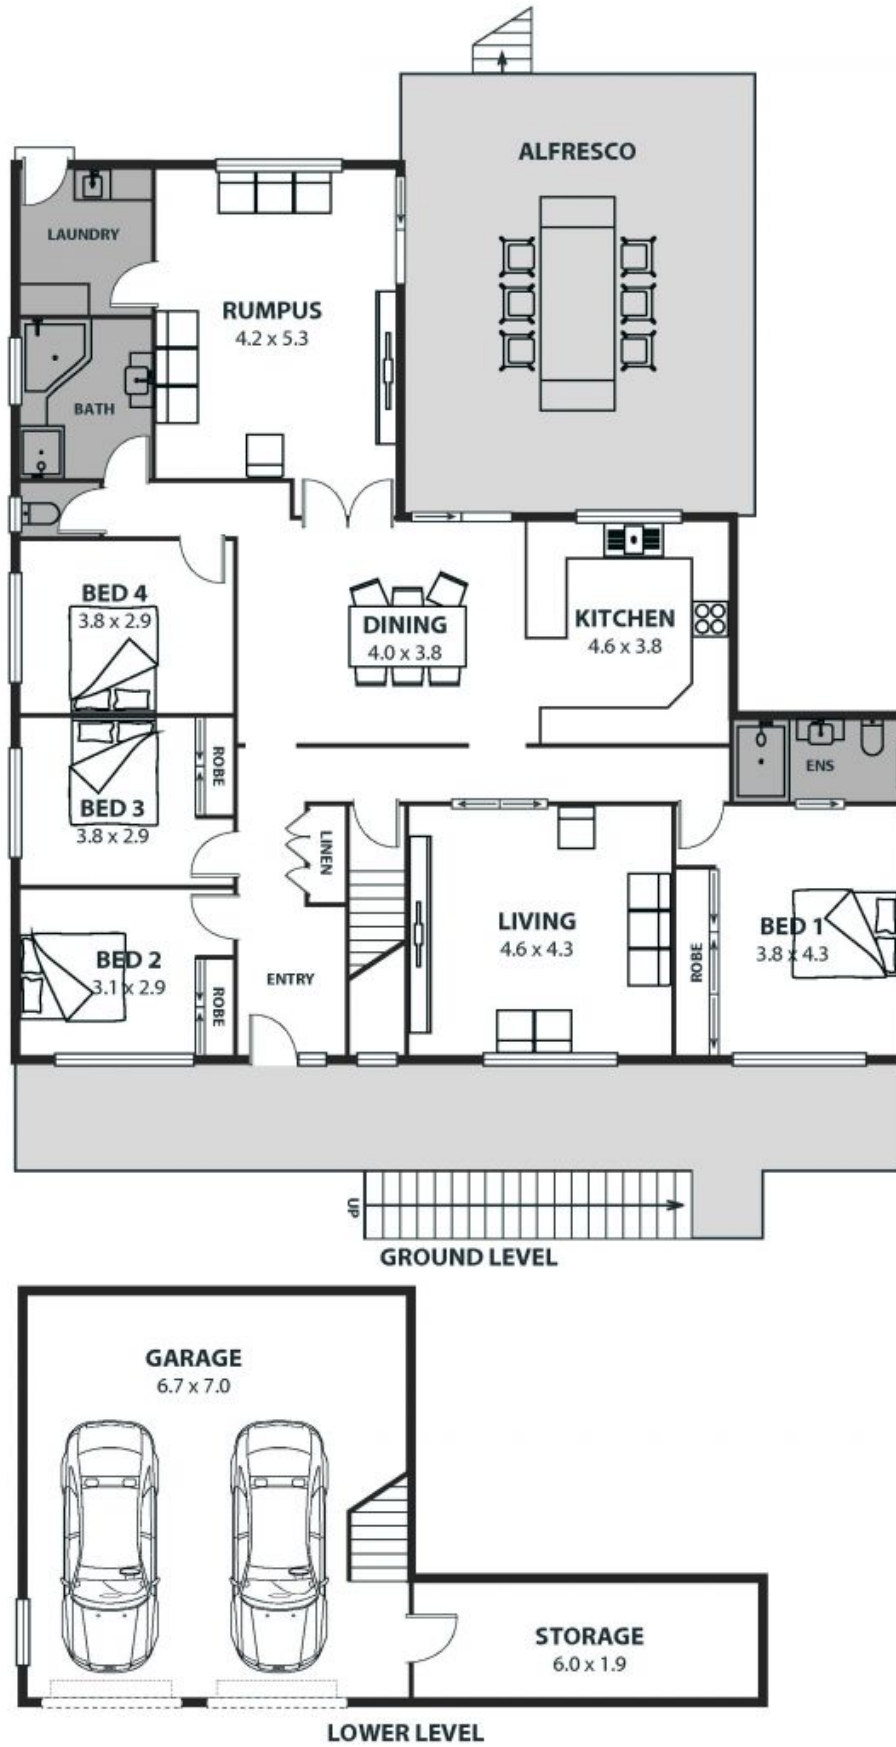 ALFRESCO
LAUNDRY
RUMPUS
4.2 x 5.3
BATH
BED 4
3.8 x 2.9
DINING
4.0 x 3.8
KITCHEN
4.6 x 3.8
ROBE
ENS
BED 3
3.8 x 2.9
LINEN
LIVING
4.6 x 4.3
BED 1
3.8 x 4.3
ROBE
BED 2
3.1 x 2.9
ROBE
ENTRY
UP
GROUND LEVEL
GARAGE
6.7 x 7.0
STORAGE
6.0 x 1.9
LOWER LEVEL